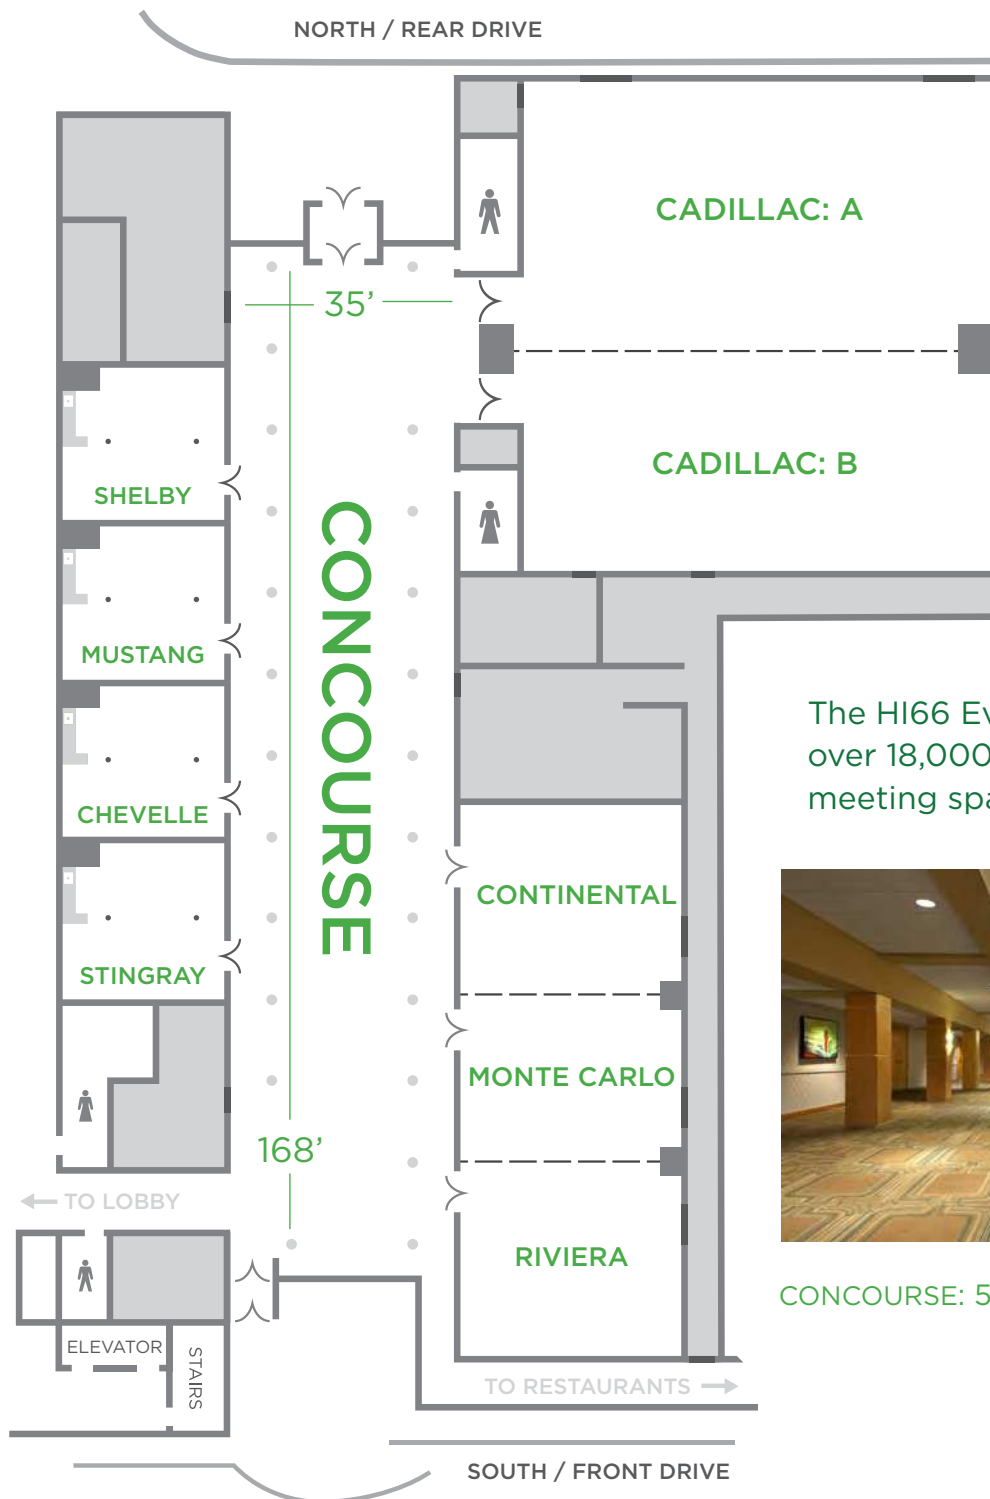 NORTH / REAR DRIVE
CADILLAC: A
35’
CADILLAC: B
SHELBY
CONCOURSE
MUSTANG
The HI66 Ev
over 18,000
meeting spa
CHEVELLE
CONTINENTAL
STINGRAY
MONTE CARLO
168’
TO LOBBY
RIVIERA
CONCOURSE: 5
ELEVATOR
STAIRS
TO RESTAURANTS
SOUTH / FRONT DRIVE